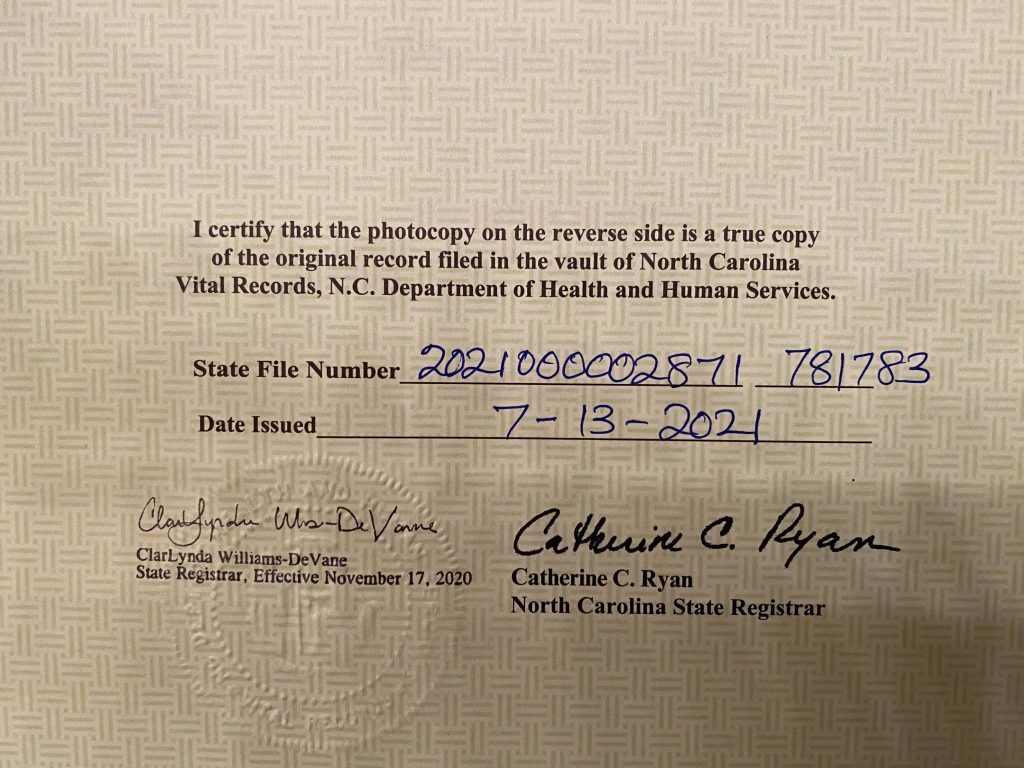 I certify that the photocopy on the reverse side is a true copy
of the original record filed in the vault of North Carolina
Vital Records, N.C. Department of Health and Human Services.
State File Number 2021000002871 781783
Date Issued 7-13-2021
ClarLynda Wms-DeVane
ClarLynda Williams-DeVane
State Registrar, Effective November 17, 2020
Catherine C. Ryan
Catherine C. Ryan
North Carolina State Registrar